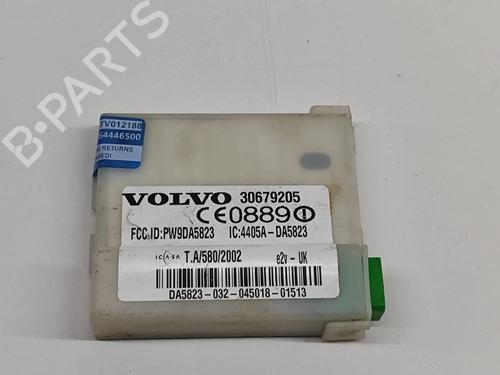 TV01218B
64446500
RETURNS
B-PARTS
VOLVO 30679205
CE0889
FCC ID:PW9DA5823 IC:4405A-DA5823
ICASA T.A/580/2002 e2v - UK
DA5823-032-045018-01513